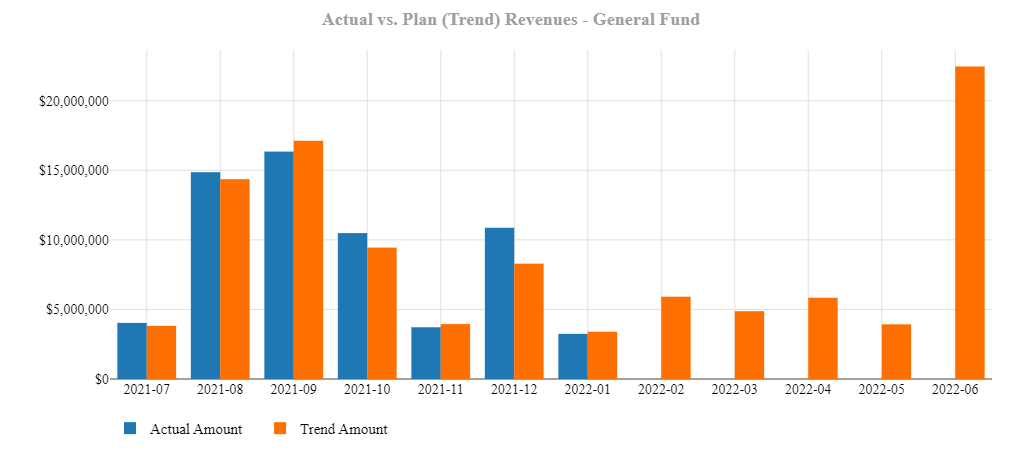 Actual vs. Plan (Trend) Revenues - General Fund
$20,000,000
$15,000,000
$10,000,000
$5,000,000
$0
2021-07 2021-08 2021-09 2021-10 2021-11 2021-12 2022-01 2022-02 2022-03 2022-04 2022-05 2022-06
Actual Amount Trend Amount